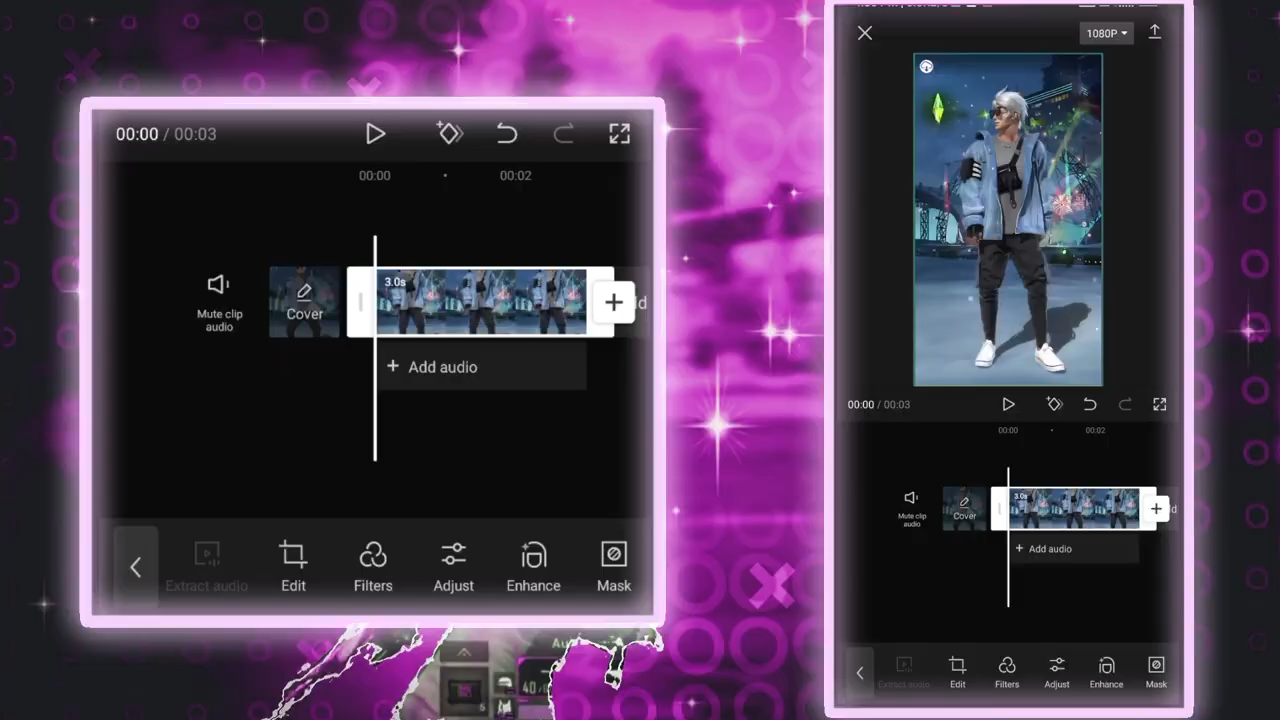 00:00 / 00:03
00:00
00:02
3.0s
Mute clip
audio
Cover
+ Add audio
Extract audio
Edit
Filters
Adjust
Enhance
Mask
1080P
00:00 / 00:03
00:00
00:02
3.0s
Mute clip
audio
Cover
+ Add audio
Extract audio
Edit
Filters
Adjust
Enhance
Mask
40